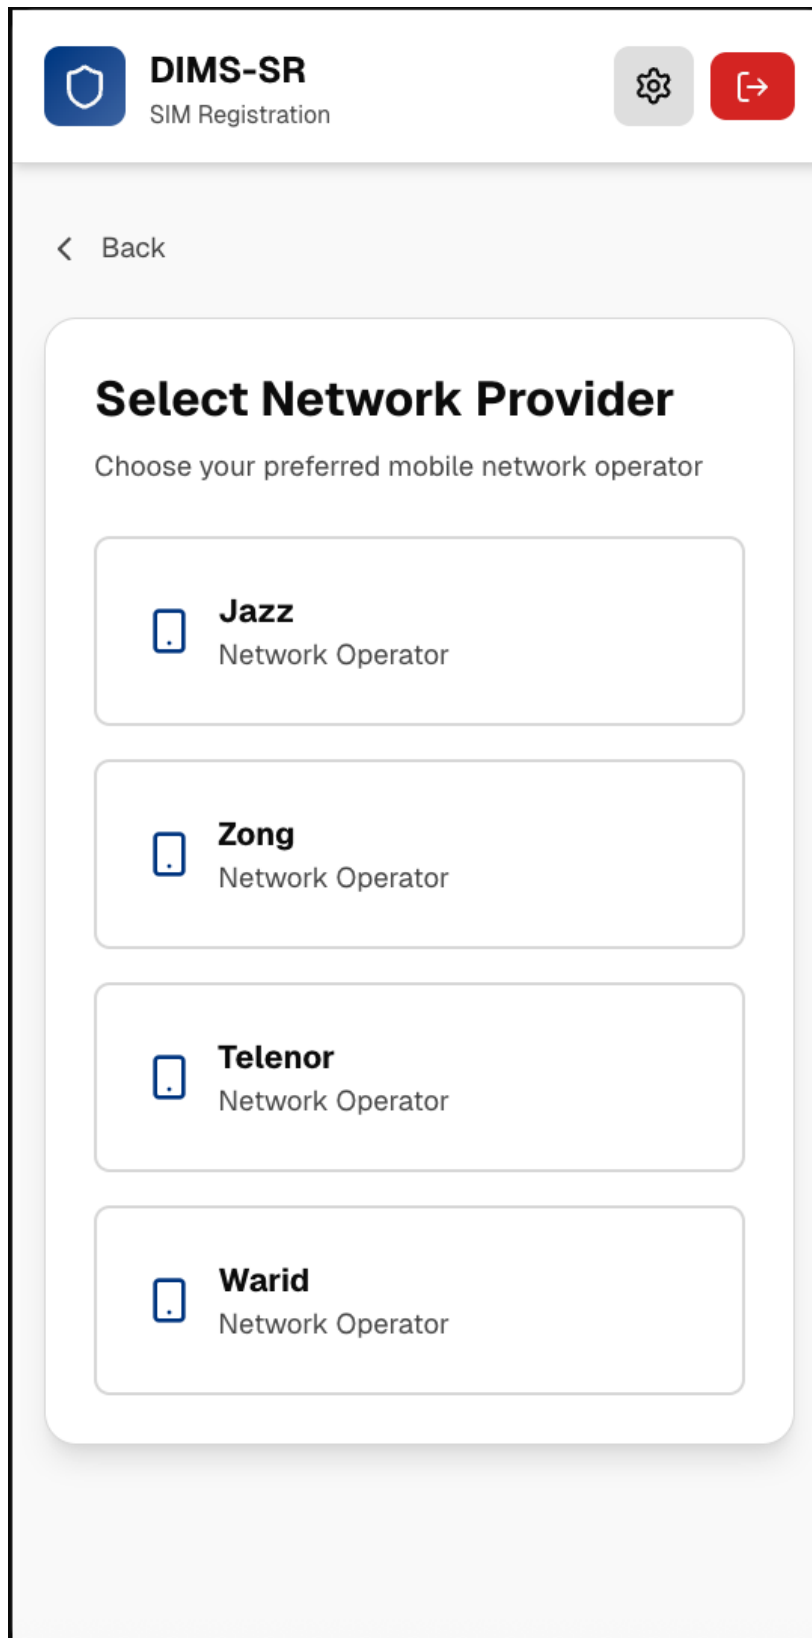 DIMS-SR
SIM Registration
Back
Select Network Provider
Choose your preferred mobile network operator
Jazz
Network Operator
Zong
Network Operator
Telenor
Network Operator
Warid
Network Operator